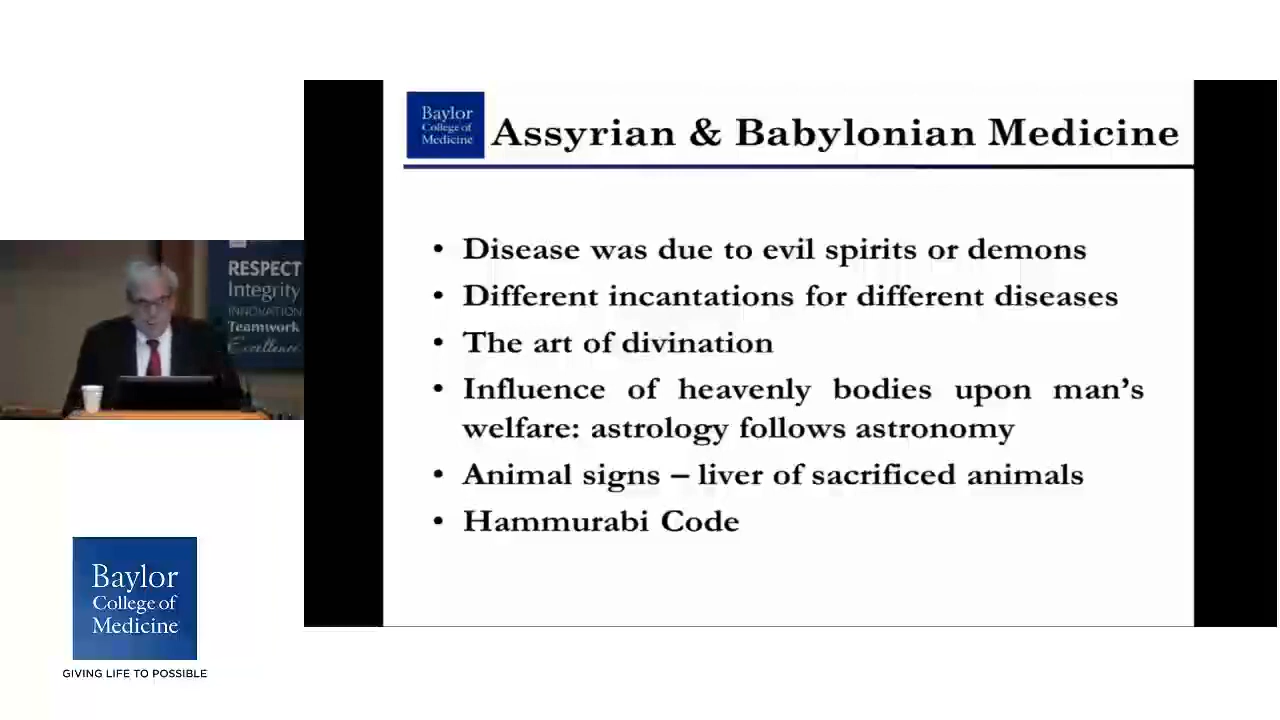 Baylor
College of
Medicine
Assyrian & Babylonian Medicine
• Disease was due to evil spirits or demons
• Different incantations for different diseases
• The art of divination
• Influence of heavenly bodies upon man's
welfare: astrology follows astronomy
• Animal signs – liver of sacrificed animals
• Hammurabi Code
RESPECT
Integrity
INNOVATION
Teamwork
Excellence
Baylor
College of
Medicine
GIVING LIFE TO POSSIBLE